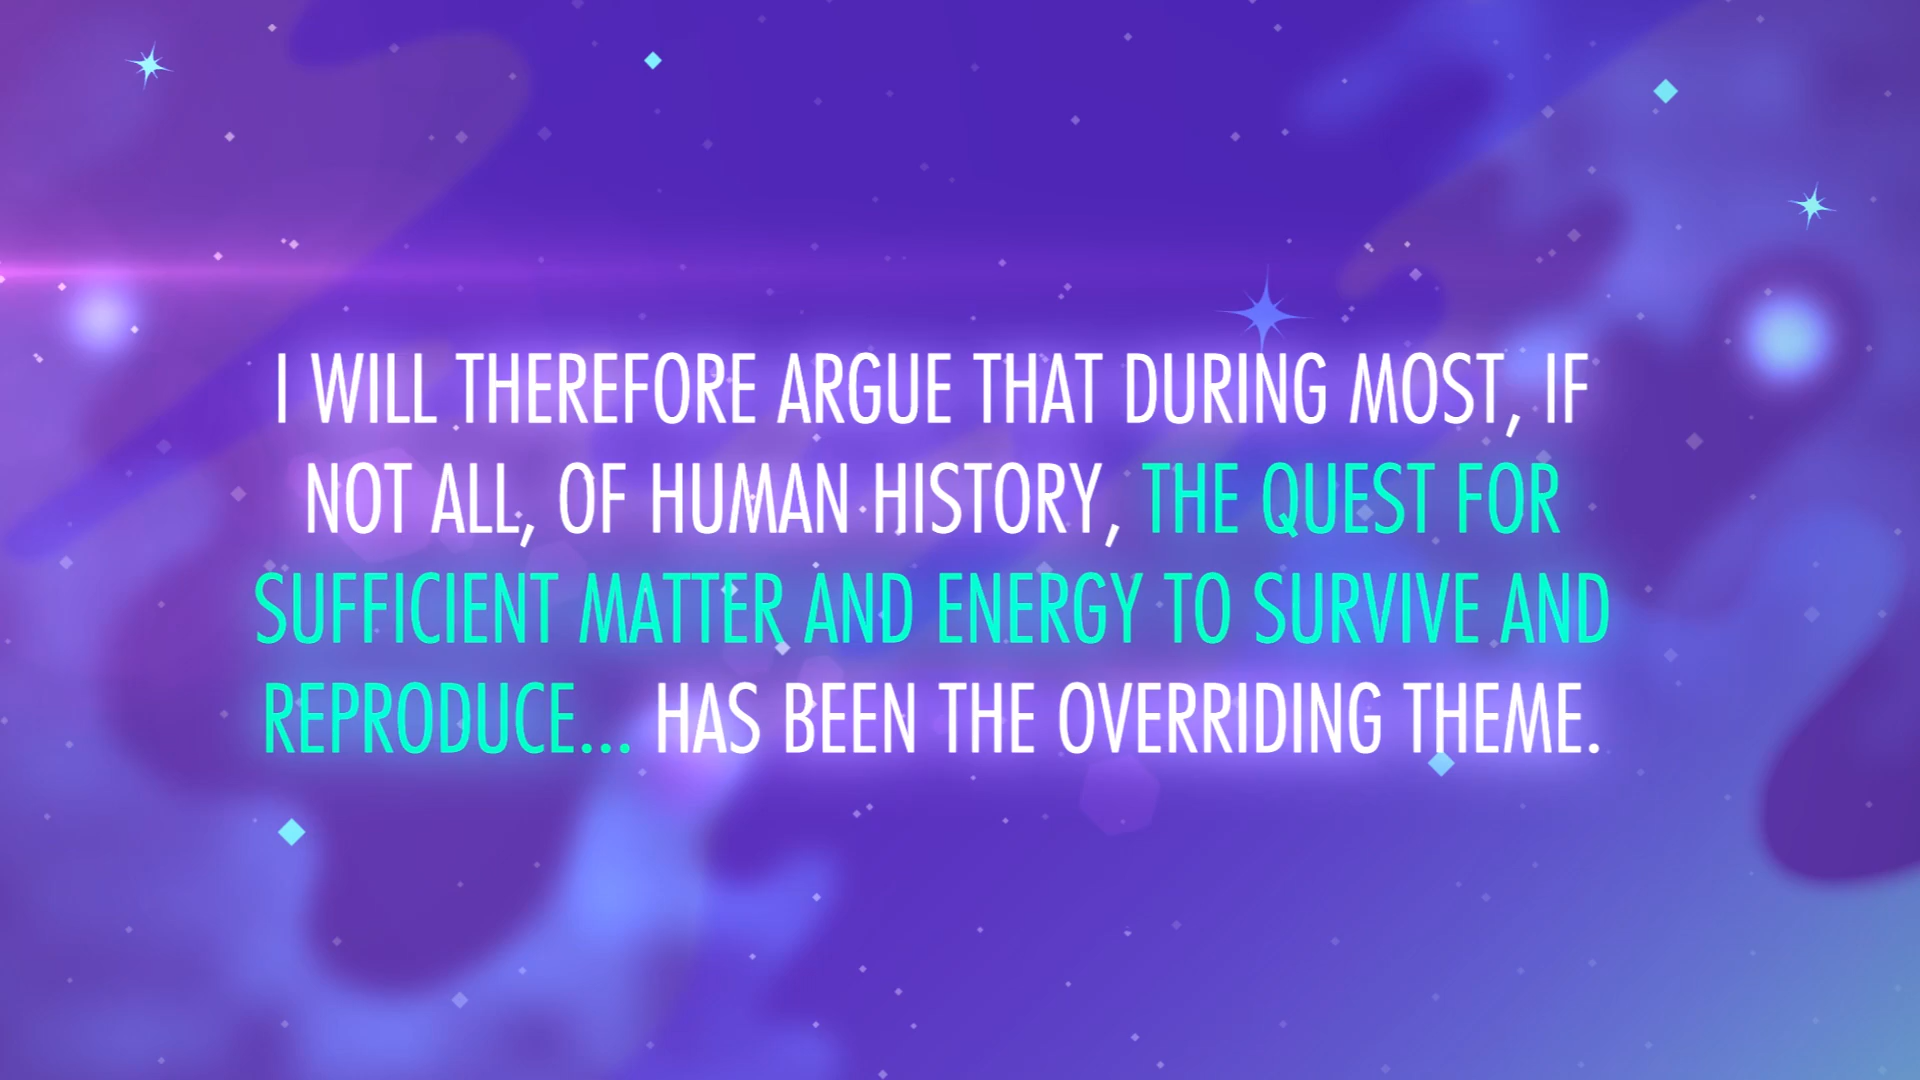 I WILL THEREFORE ARGUE THAT DURING MOST, IF
NOT ALL, OF HUMAN HISTORY, THE QUEST FOR
SUFFICIENT MATTER AND ENERGY TO SURVIVE AND
REPRODUCE... HAS BEEN THE OVERRIDING THEME.